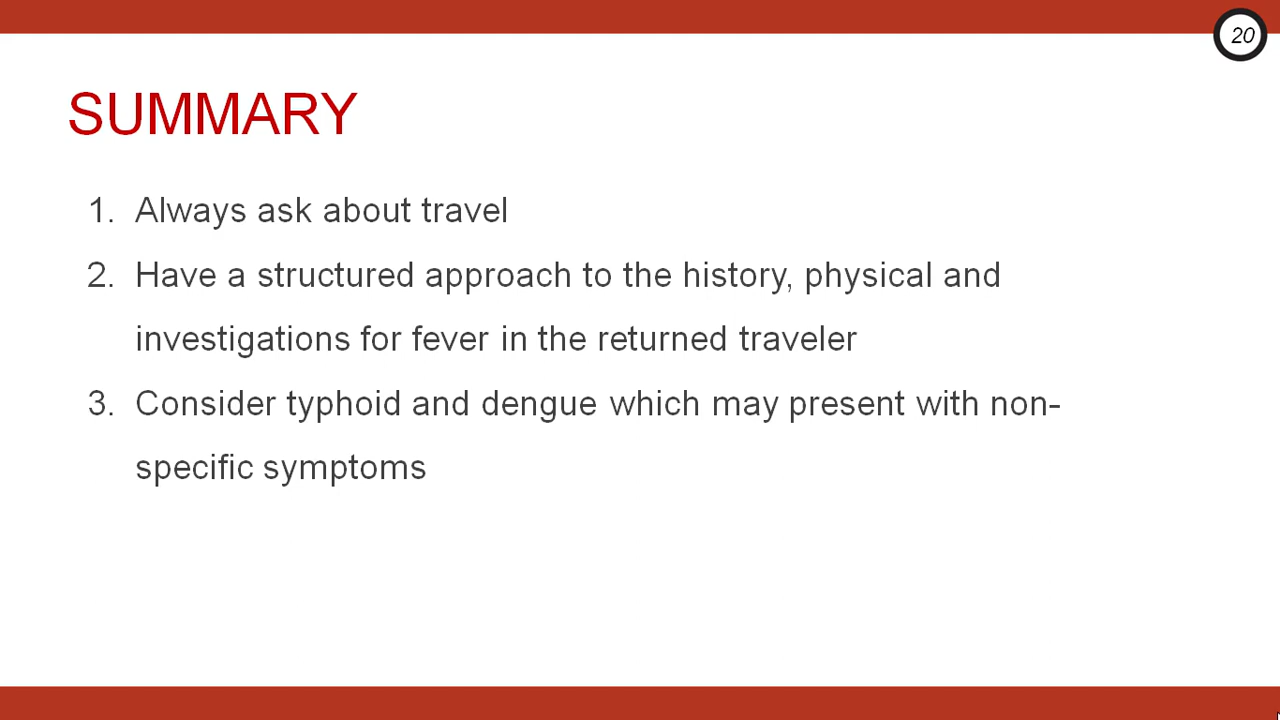 20
SUMMARY
1. Always ask about travel
2. Have a structured approach to the history, physical and
investigations for fever in the returned traveler
3. Consider typhoid and dengue which may present with non-
specific symptoms